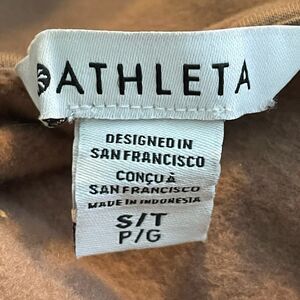 ATHLETA
DESIGNED IN
SAN FRANCISCO
CONÇU À
SAN FRANCISCO
MADE IN INDONESIA
S/T
P/G